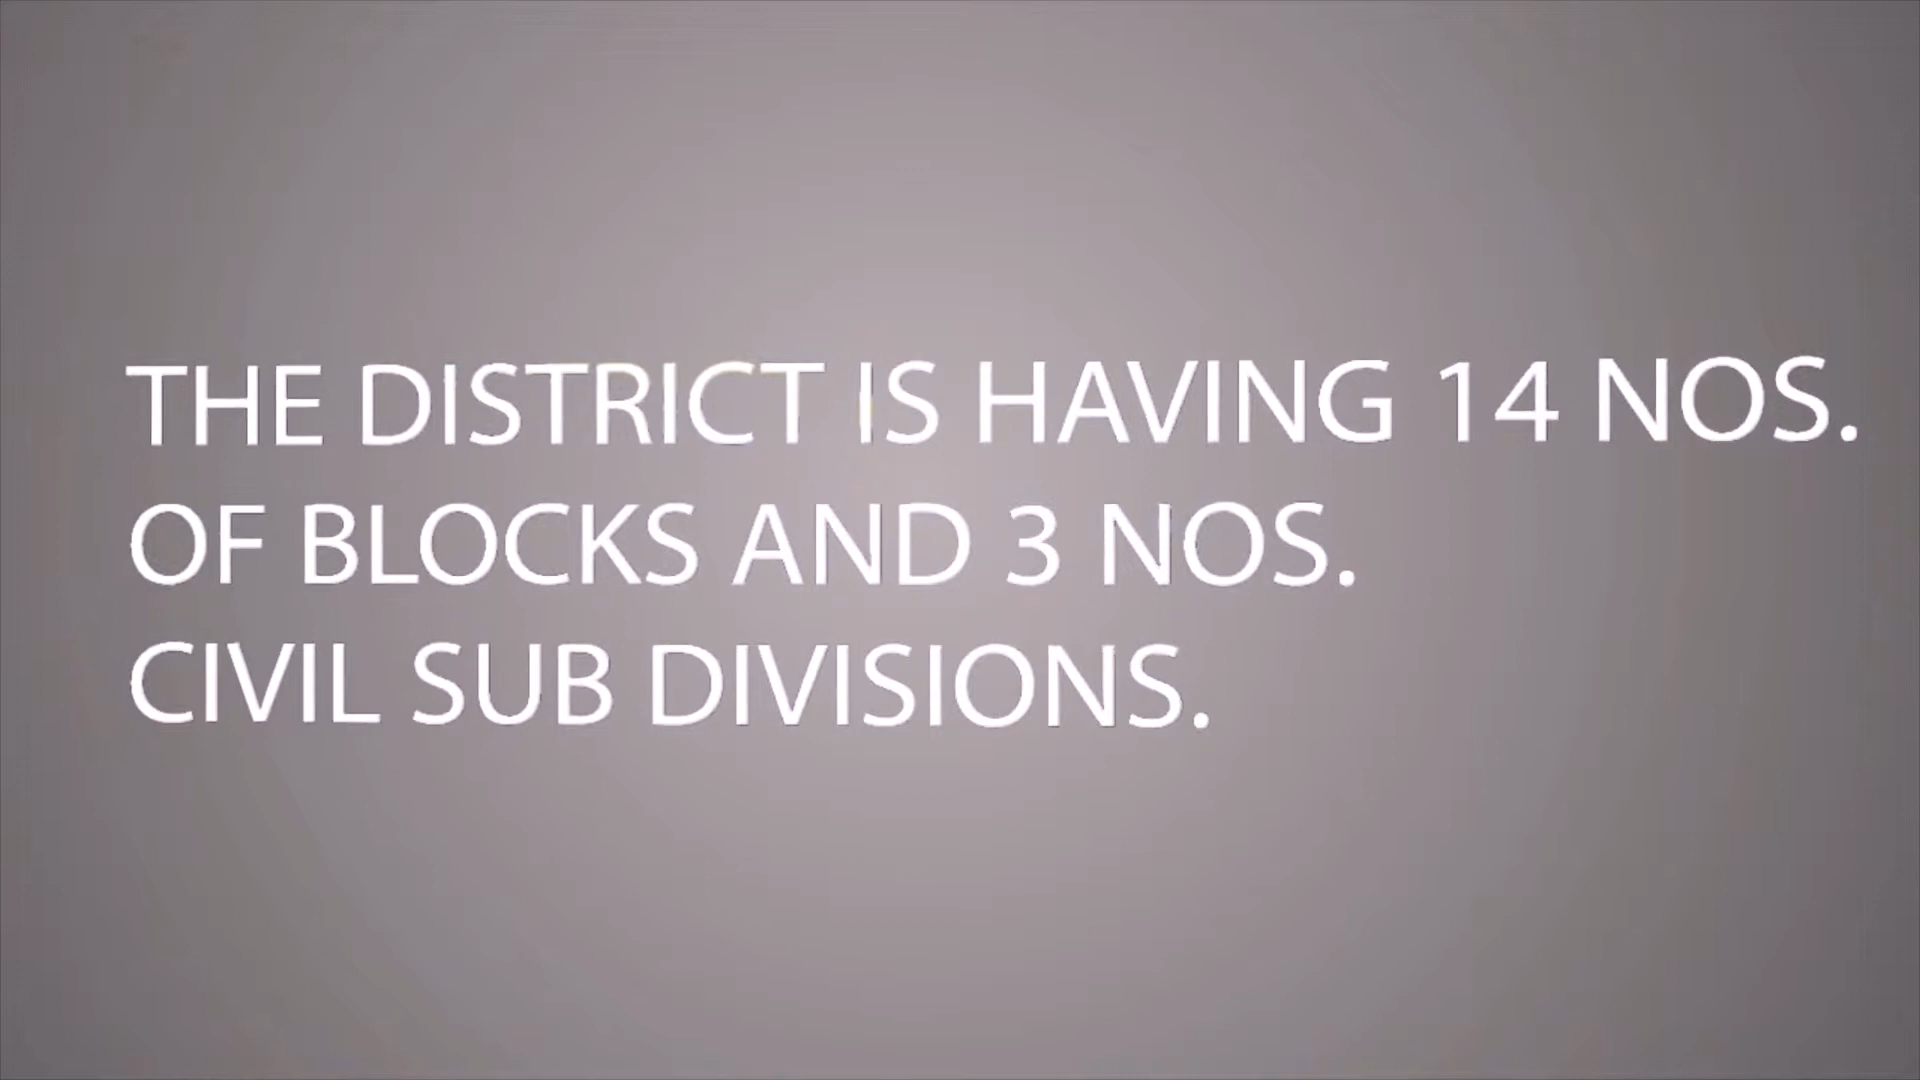 THE DISTRICT IS HAVING 14 NOS.
OF BLOCKS AND 3 NOS.
CIVIL SUB DIVISIONS.